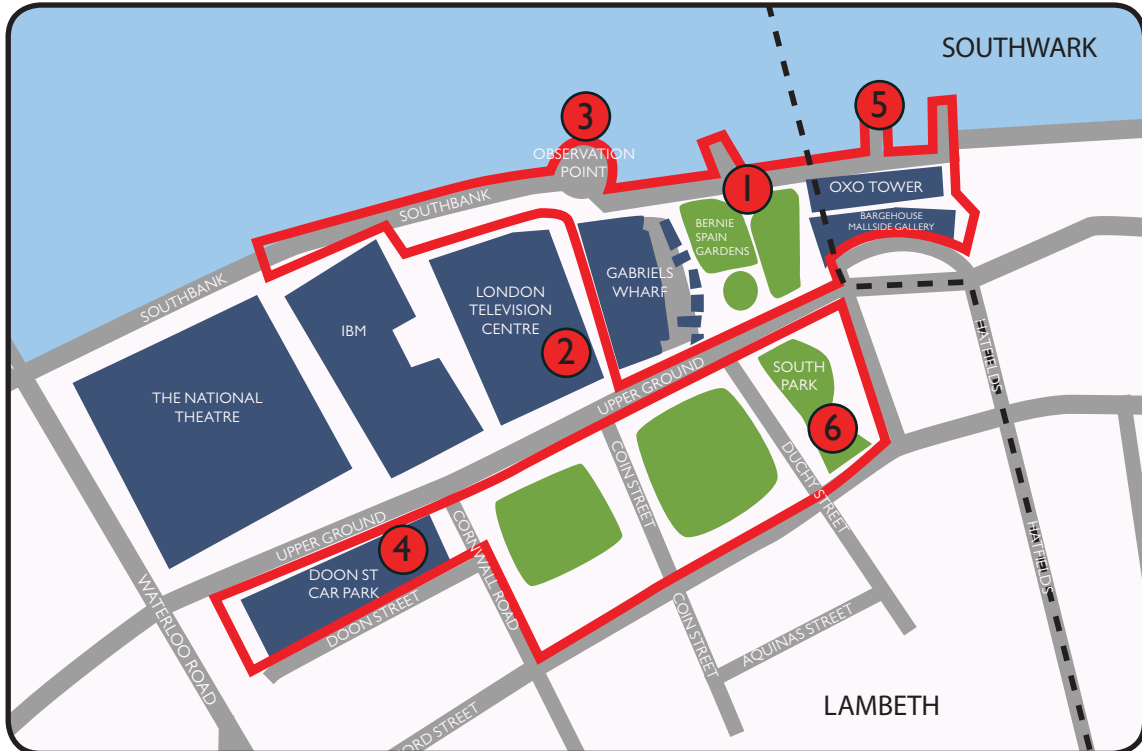 SOUTHWARK
5
3
OBSERVATION
POINT
1
OXO TOWER
SOUTHBANK
BARGEHOUSE
MALLSIDE GALLERY
BERNIE
SPAIN
GARDENS
GABRIELS
WHARF
SOUTHBANK
LONDON
TELEVISION
CENTRE
IBM
2
HATFIELDS
THE NATIONAL
THEATRE
UPPER GROUND
SOUTH
PARK
6
COIN STREET
DUCHY STREET
UPPER GROUND
4
CORNWALL ROAD
DOON ST
CAR PARK
DOON STREET
HATFIELDS
WATERLOO ROAD
COIN STREET
AQUINAS STREET
LAMBETH
STREET